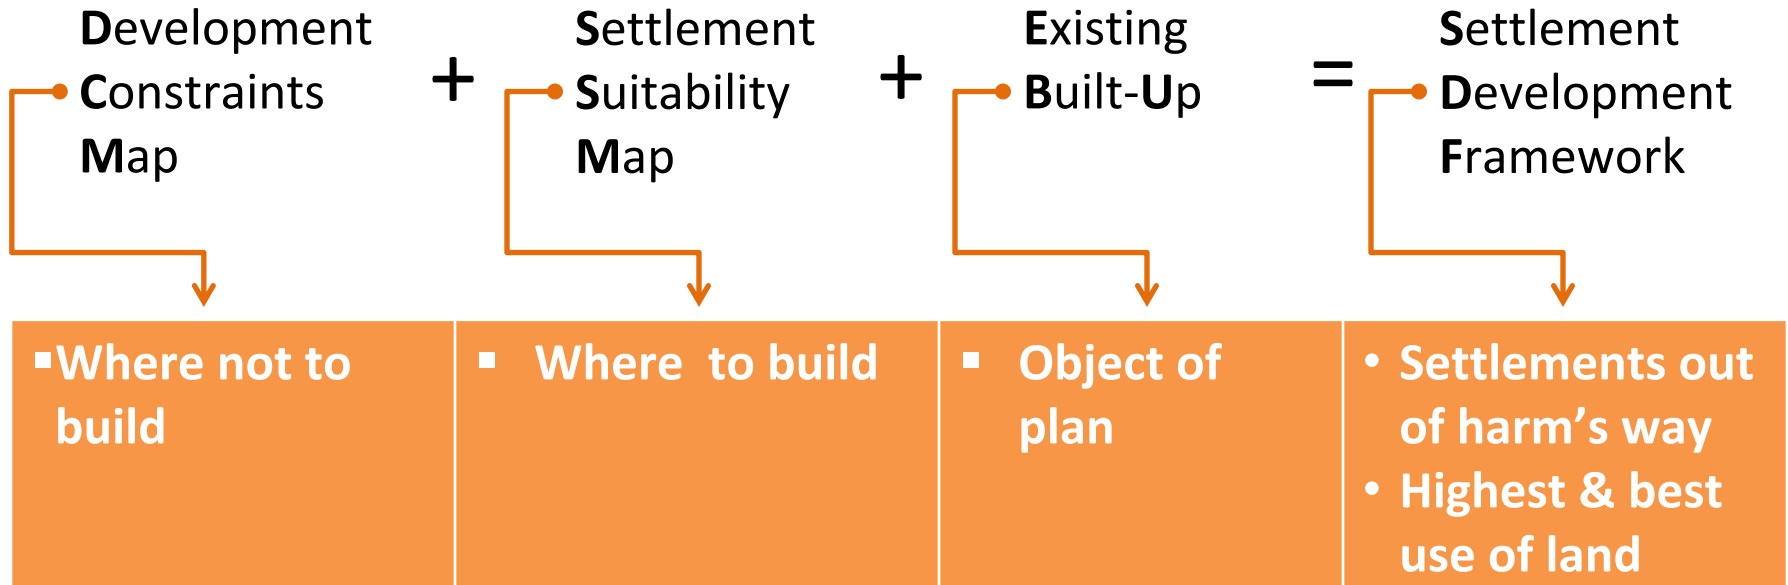 Development
Constraints
Map
+
Settlement
Suitability
Map
+
Existing
Built-Up
=
Settlement
Development
Framework
▪Where not to
build
▪ Where to build
▪ Object of
plan
• Settlements out
of harm’s way
• Highest & best
use of land